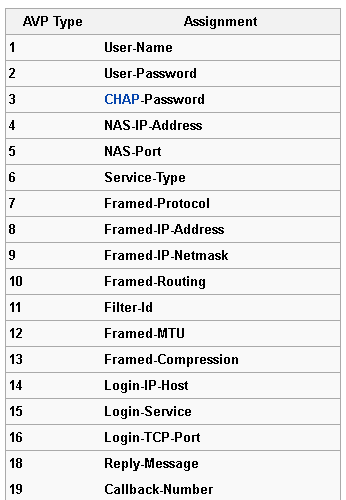 AVP Type Assignment
1 User-Name
2 User-Password
3 CHAP-Password
4 NAS-IP-Address
5 NAS-Port
6 Service-Type
7 Framed-Protocol
8 Framed-IP-Address
9 Framed-IP-Netmask
10 Framed-Routing
11 Filter-Id
12 Framed-MTU
13 Framed-Compression
14 Login-IP-Host
15 Login-Service
16 Login-TCP-Port
18 Reply-Message
19 Callback-Number